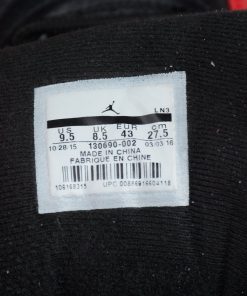 LN3
US UK EUR cm
9.5 8.5 43 27.5
10/28/15 130690-002 03/03/16
MADE IN CHINA
FABRIQUE EN CHINE
UPC